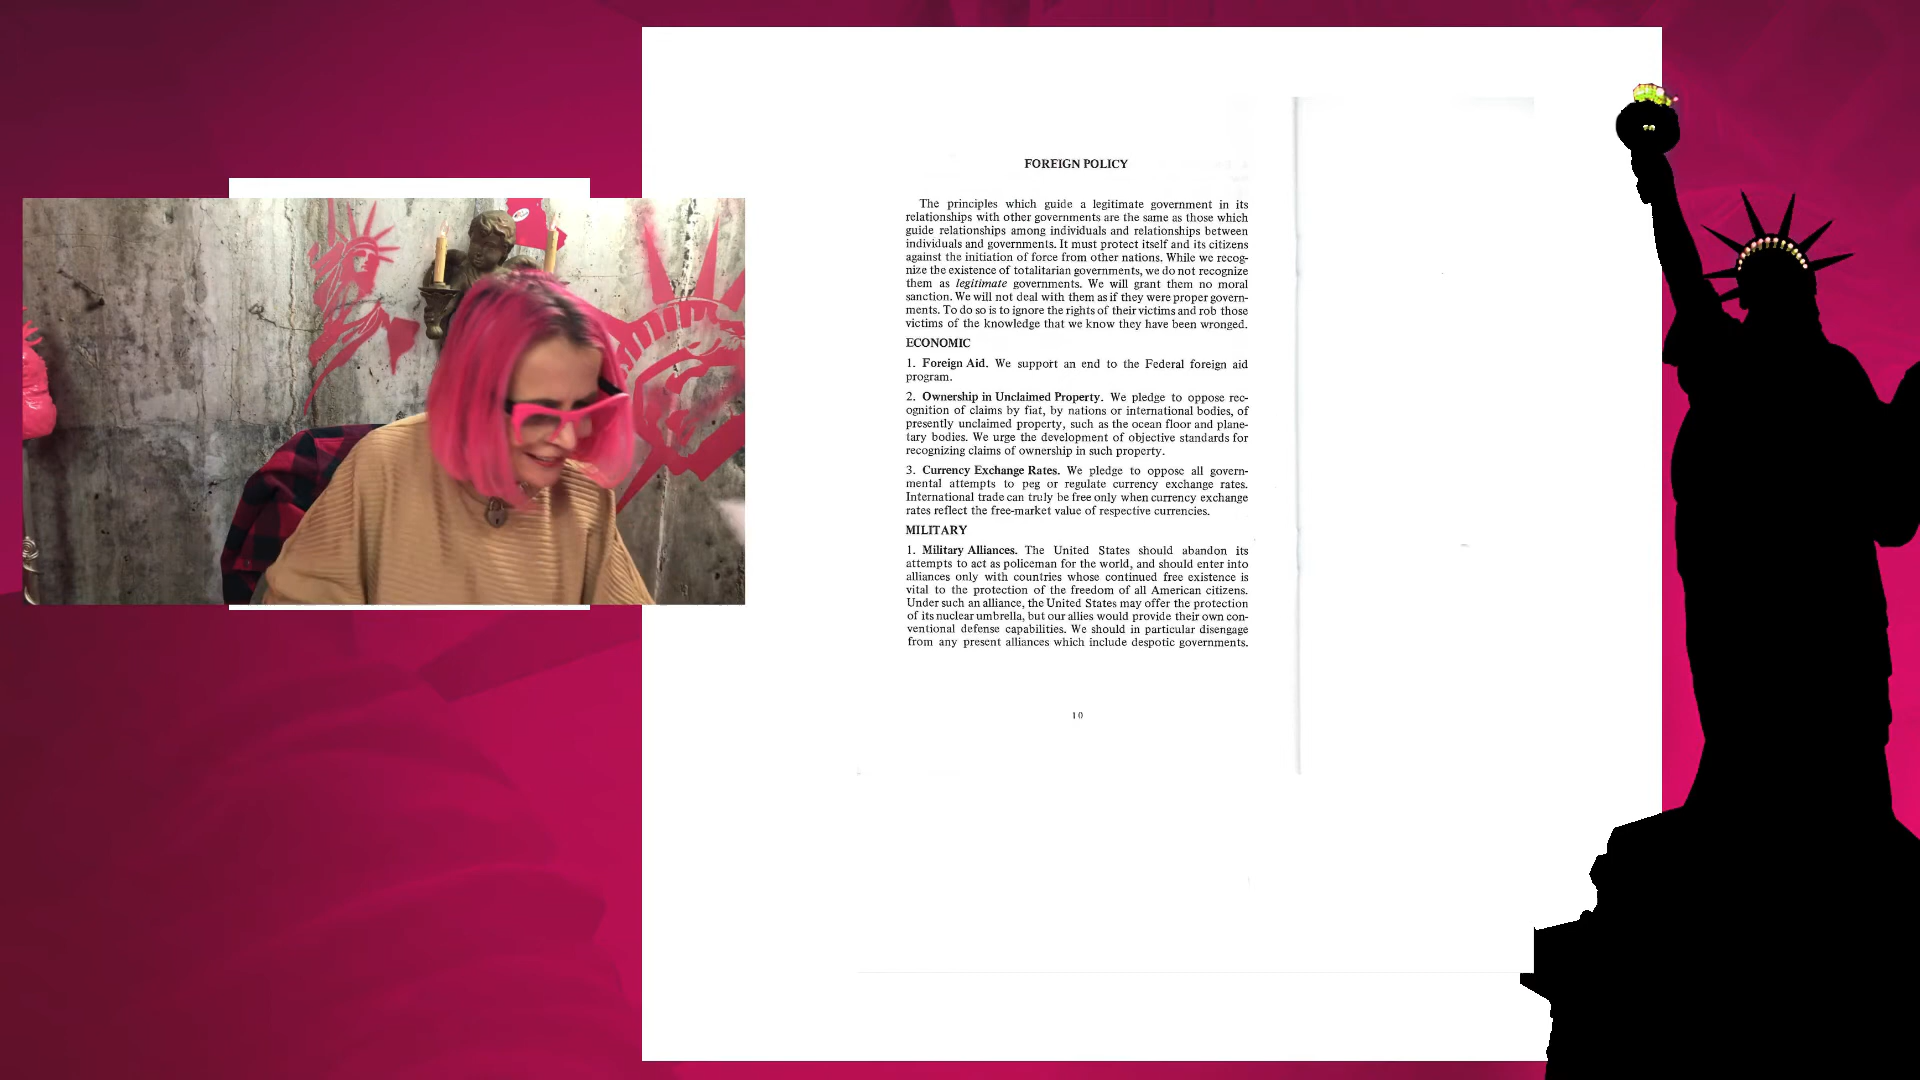 FOREIGN POLICY
The principles which guide a legitimate government in its
relationships with other governments are the same as those which
guide relationships among individuals and relationships between
individuals and governments. It must protect itself and its citizens
against the initiation of force from other nations. While we recog-
nize the existence of totalitarian governments, we do not recognize
them as legitimate governments. We will grant them no moral
sanction. We will not deal with them as if they were proper govern-
ments. To do so is to ignore the rights of their victims and rob those
victims of the knowledge that we know they have been wronged.
ECONOMIC
1. Foreign Aid. We support an end to the Federal foreign aid
program.
2. Ownership in Unclaimed Property. We pledge to oppose rec-
ognition of claims by fiat, by nations or international bodies, of
presently unclaimed property, such as the ocean floor and plane-
tary bodies. We urge the development of objective standards for
recognizing claims of ownership in such property.
3. Currency Exchange Rates. We pledge to oppose all govern-
mental attempts to peg or regulate currency exchange rates.
International trade can truly be free only when currency exchange
rates reflect the free-market value of respective currencies.
MILITARY
1. Military Alliances. The United States should abandon its
attempts to act as policeman for the world, and should enter into
alliances only with countries whose continued free existence is
vital to the protection of the freedom of all American citizens.
Under such an alliance, the United States may offer the protection
of its nuclear umbrella, but our allies would provide their own con-
ventional defense capabilities. We should in particular disengage
from any present alliances which include despotic governments.
10